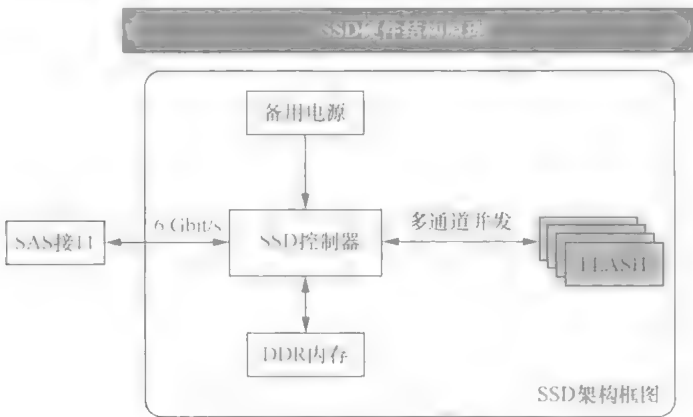 SSD硬件结构原理
备用电源
6 Gbit/s
多通道并发
SAS接口
SSD控制器
FLASH
DDR内存
SSD架构框图